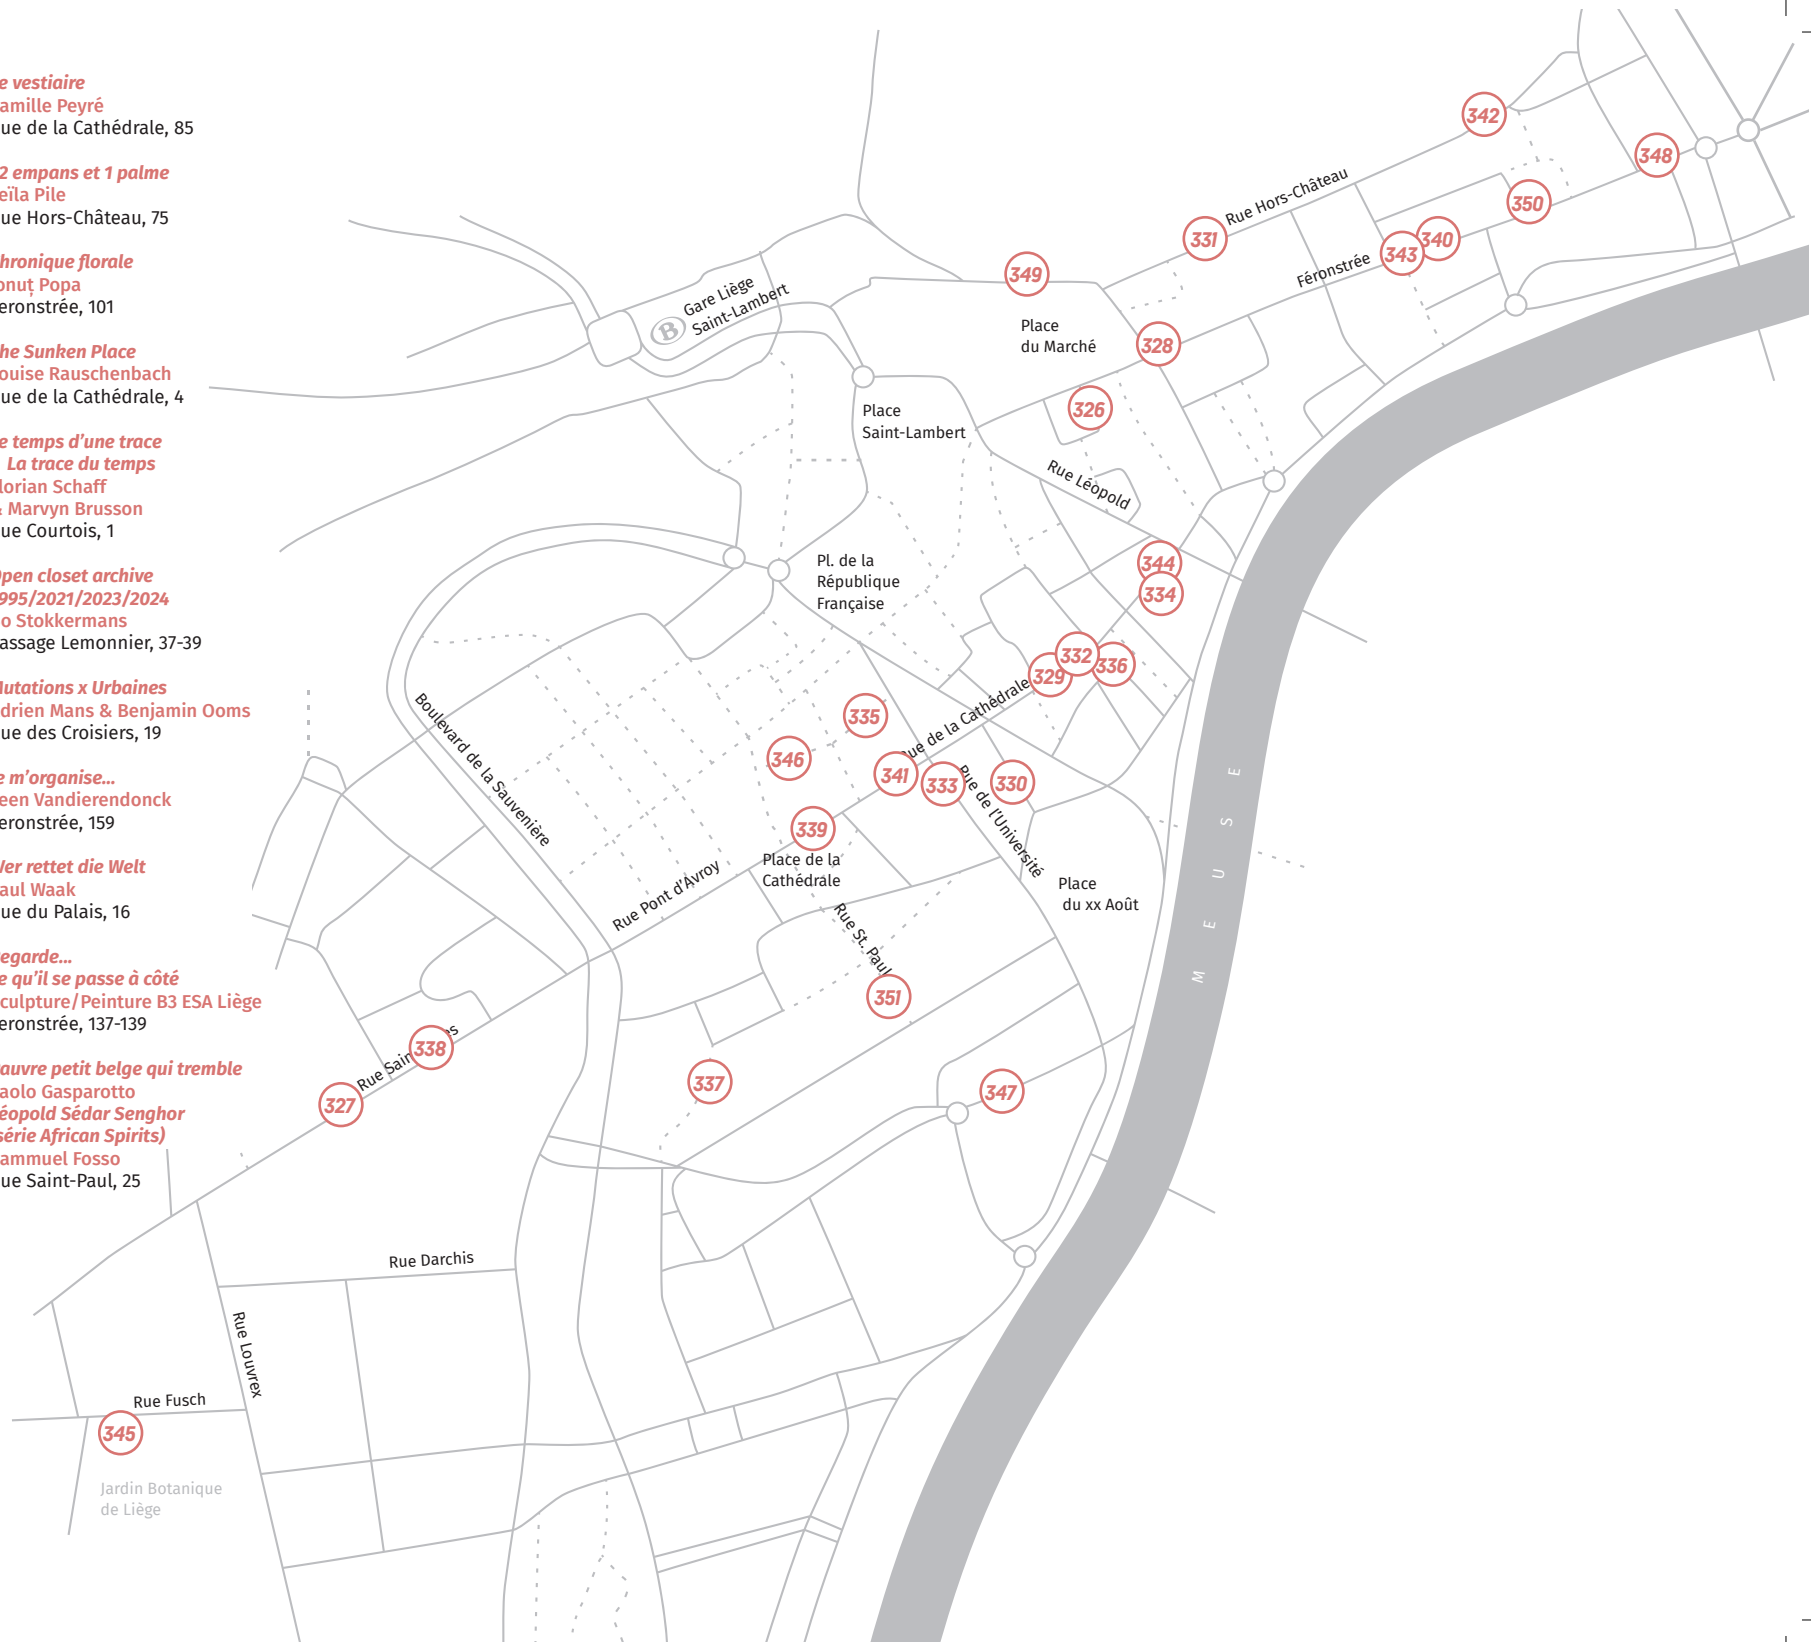 e vestiaire
amille Peyré
ue de la Cathédrale, 85
2 empans et 1 palme
eïla Pile
ue Hors-Château, 75
hronique florale
onuț Popa
eronstrée, 101
he Sunken Place
ouise Rauschenbach
ue de la Cathédrale, 4
e temps d’une trace
La trace du temps
lorian Schaff
& Marvyn Brusson
ue Courtois, 1
Open closet archive
1995/2021/2023/2024
o Stokkermans
assage Lemonnier, 37-39
Mutations x Urbaines
drien Mans & Benjamin Ooms
ue des Croisiers, 19
e m’organise...
een Vandierendonck
eronstrée, 159
Wer rettet die Welt
aul Waak
ue du Palais, 16
egarde...
e qu’il se passe à côté
culpture/Peinture B3 ESA Liège
eronstrée, 137-139
auvre petit belge qui tremble
aolo Gasparotto
éopold Sédar Senghor
série African Spirits)
ammuel Fosso
ue Saint-Paul, 25
342
348
350
331
Rue Hors-Château
340
343
Féronstrée
349
B
Gare Liège
Saint-Lambert
Place
du Marché
328
326
Place
Saint-Lambert
Rue Léopold
344
334
Pl. de la
République
Française
332
336
329
Rue de la Cathédrale
335
346
341
333
330
Boulevard de la Sauvenière
339
Place de la
Cathédrale
Rue de l’Université
Rue Pont d’Avroy
Place
du xx Août
Rue St. Paul
351
MEUSE
338
Rue Sain
es
327
337
347
Rue Darchis
Rue Louvrex
Rue Fusch
345
Jardin Botanique
de Liège